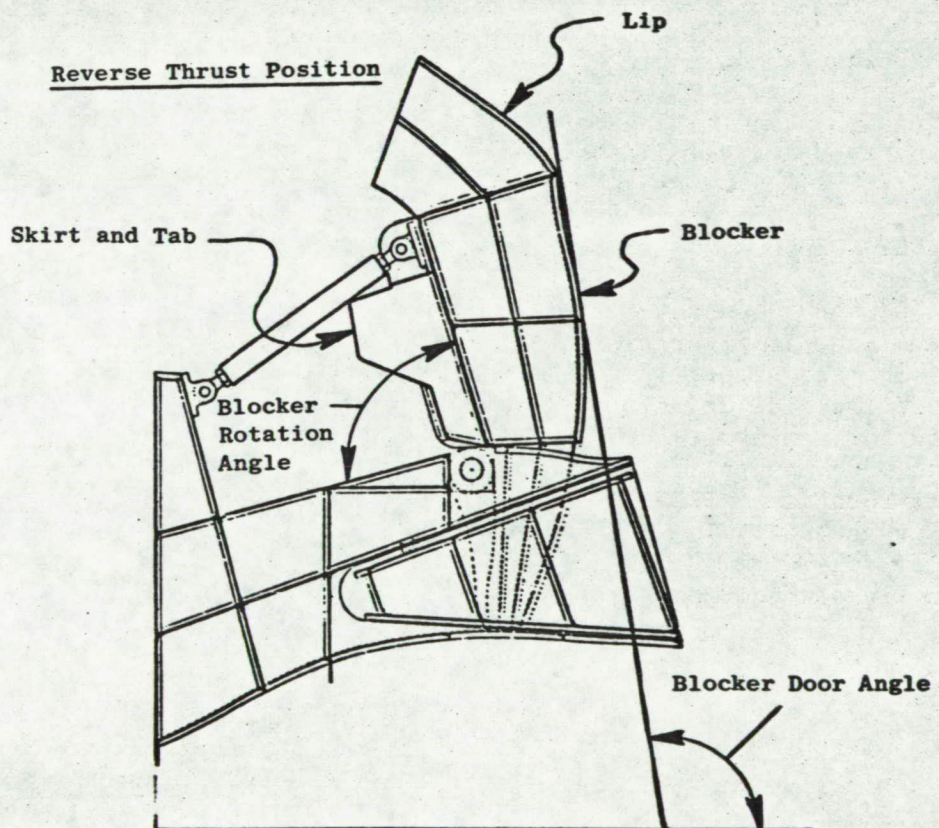 Lip
Reverse Thrust Position
Skirt and Tab
Blocker
Blocker
Rotation
Angle
Blocker Door Angle